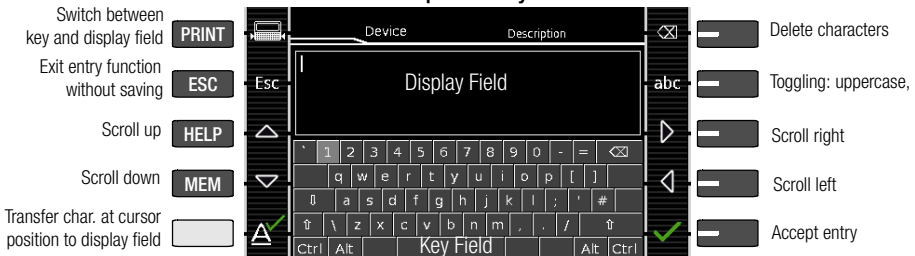 Switch between
key and display field
PRINT
Device
Description
Delete characters
Exit entry function
without saving
ESC
Esc
Display Field
abc
Toggling: uppercase,
Scroll up
HELP
Scroll right
Scroll down
MEM
Scroll left
` 1 2 3 4 5 6 7 8 9 0 - =
q w e r t y u i o p [ ]
a s d f g h j k l ; ' #
\ z x c v b n m , . /
Ctrl Alt Key Field Alt Ctrl
Transfer char. at cursor
position to display field
A
Accept entry